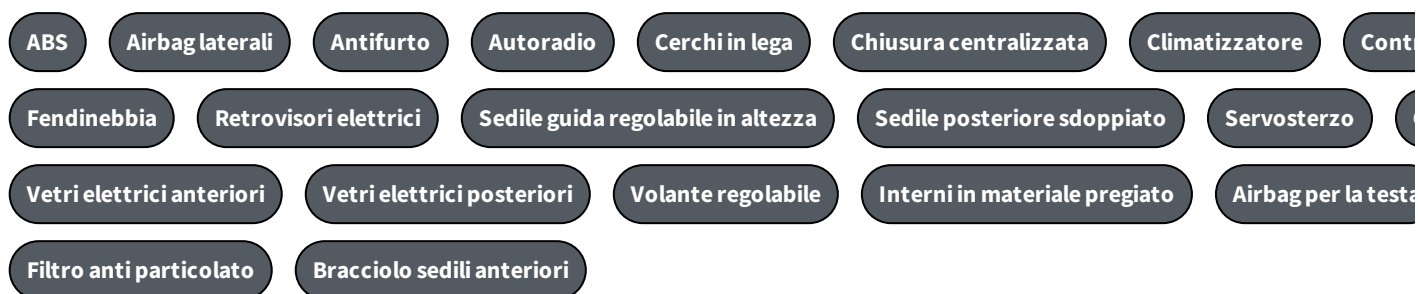 ABS Airbag laterali Antifurto Autoradio Cerchi in lega Chiusura centralizzata Climatizzatore
Fendinebbia Retrovisori elettrici Sedile guida regolabile in altezza Sedile posteriore sdoppiato Servosterzo
Vetri elettrici anteriori Vetri elettrici posteriori Volante regolabile Interni in materiale pregiato Airbag per la testa
Filtro anti particolato Bracciolo sedili anteriori